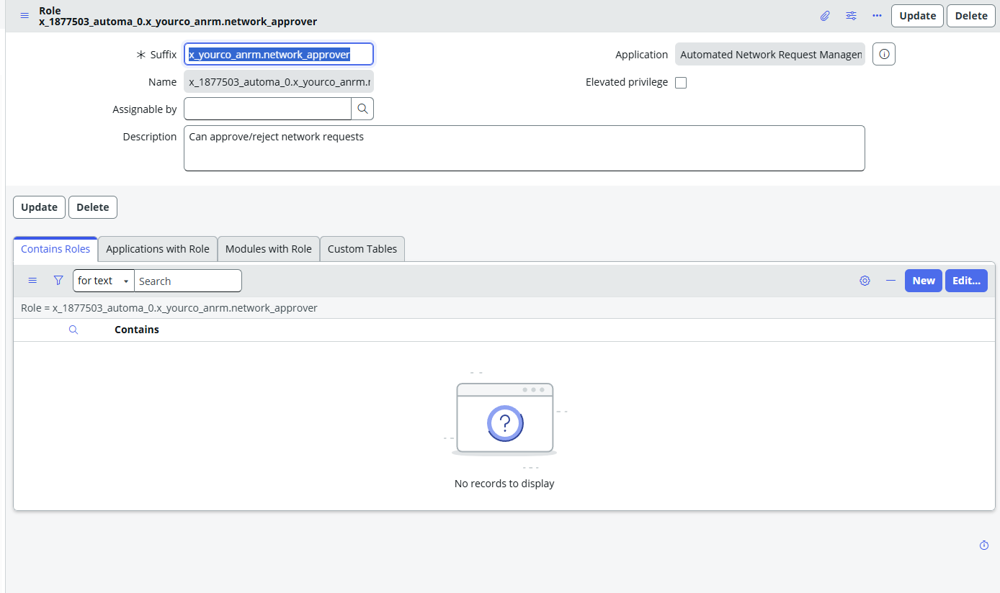 Role
x_1877503_automa_0.x_yourco_anrm.network_approver
Update
Delete
Suffix
x_yourco_anrm.network_approver
Application
Automated Network Request Manager
Name
x_1877503_automa_0.x_yourco_anrm.r
Elevated privilege
Assignable by
Description
Can approve/reject network requests
Update
Delete
Contains Roles
Applications with Role
Modules with Role
Custom Tables
for text
Search
New
Edit...
Role = x_1877503_automa_0.x_yourco_anrm.network_approver
Contains
?
No records to display